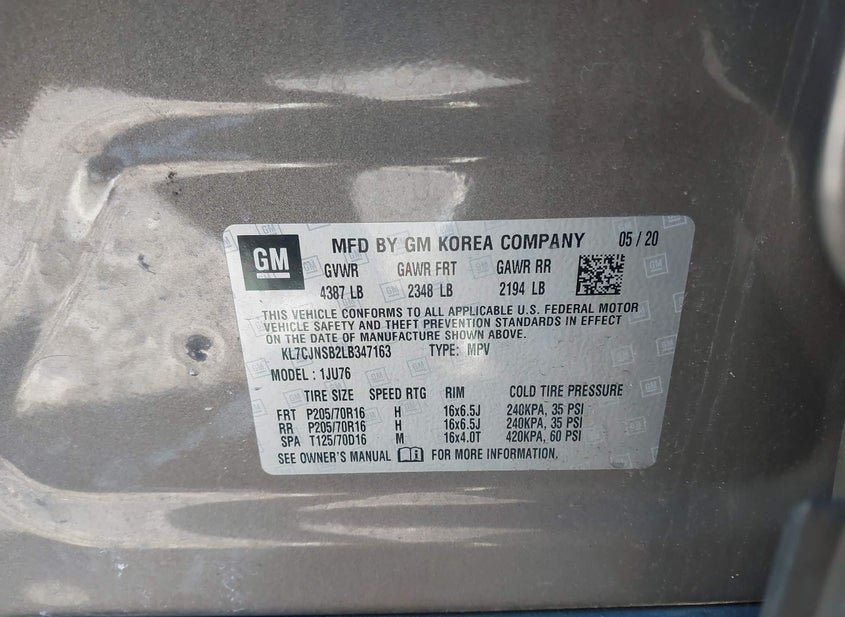 GM MFD BY GM KOREA COMPANY 05 / 20
GVWR GAWR FRT GAWR RR
4387 LB 2348 LB 2194 LB
THIS VEHICLE CONFORMS TO ALL APPLICABLE U.S. FEDERAL MOTOR
VEHICLE SAFETY AND THEFT PREVENTION STANDARDS IN EFFECT
ON THE DATE OF MANUFACTURE SHOWN ABOVE.
KL7CJNSB2LB347163 TYPE: MPV
MODEL : 1JU76
TIRE SIZE SPEED RTG RIM COLD TIRE PRESSURE
FRT P205/70R16 H 16x6.5J 240KPA, 35 PSI
RR P205/70R16 H 16x6.5J 240KPA, 35 PSI
SPA T125/70D16 M 16x4.0T 420KPA, 60 PSI
SEE OWNER'S MANUAL FOR MORE INFORMATION.